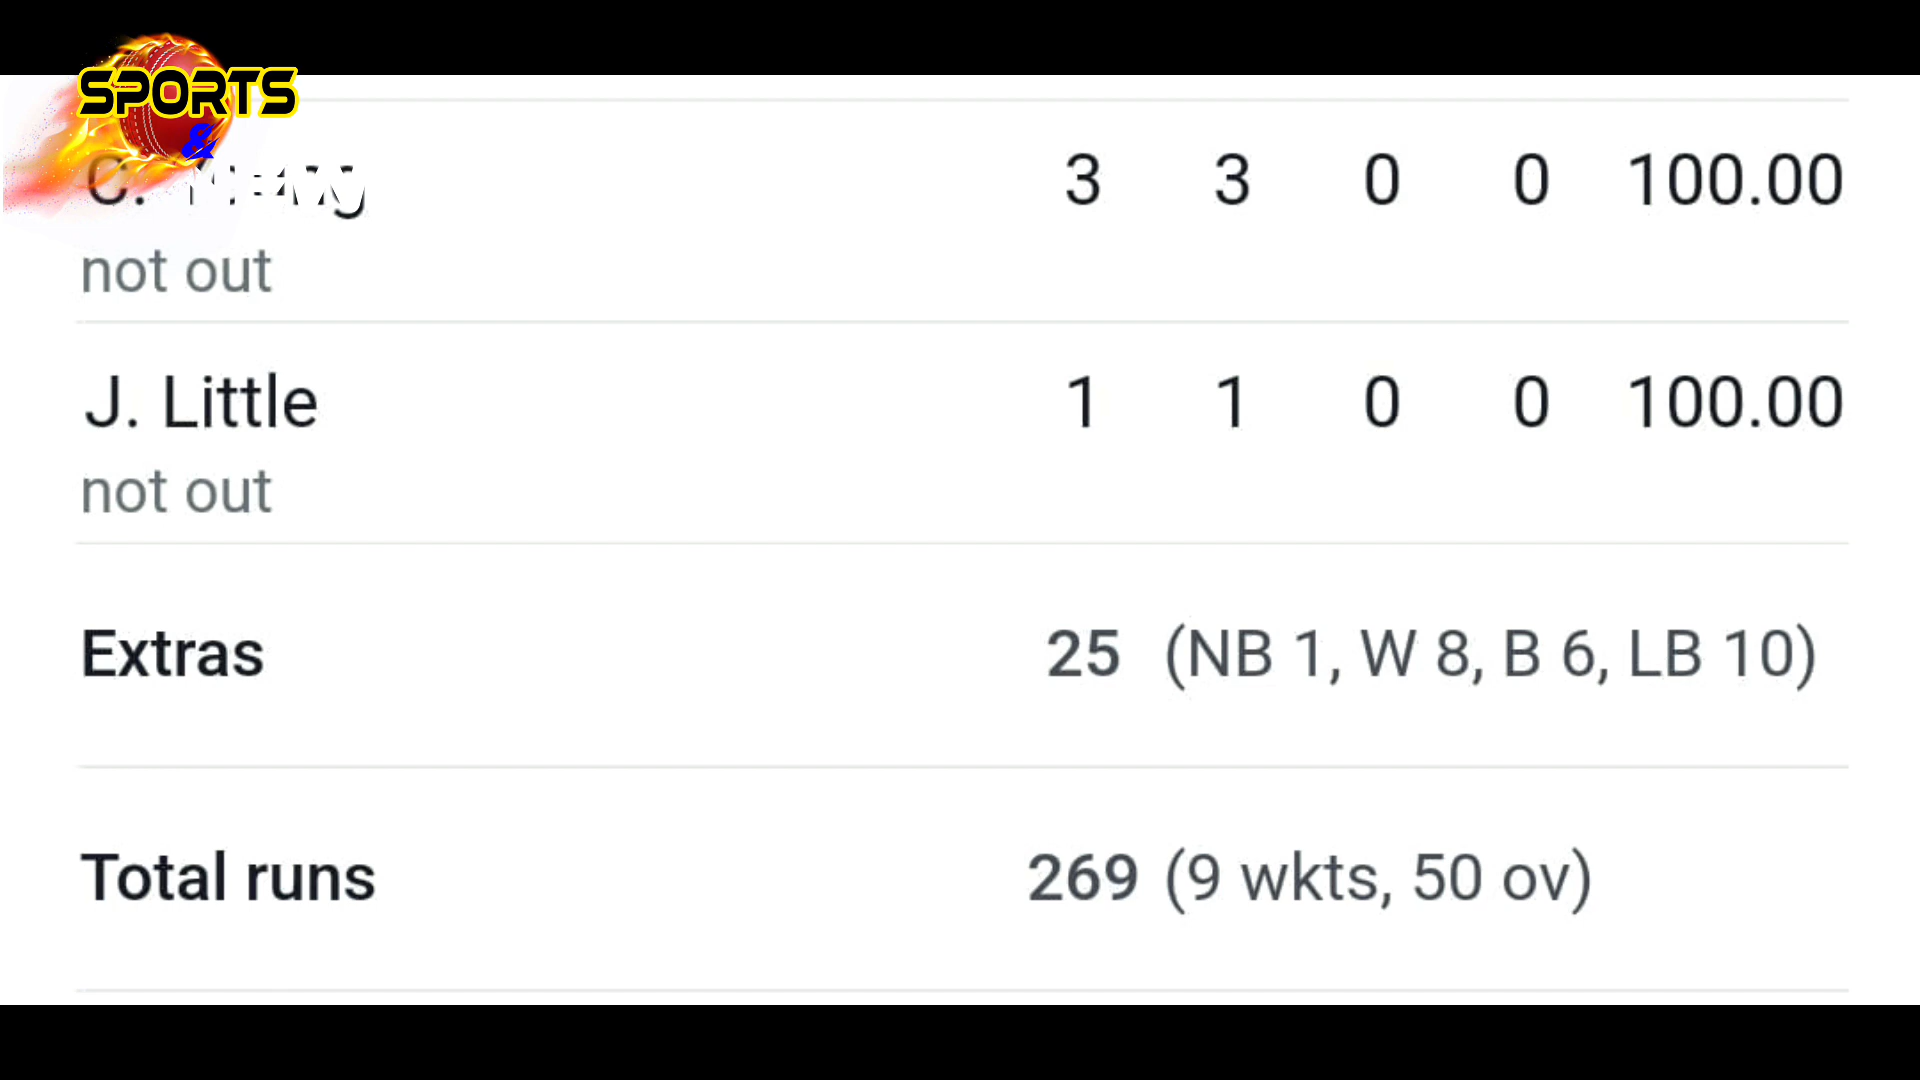 SPORTS
&
C. 3 3 0 0 100.00
not out
J. Little 1 1 0 0 100.00
not out
Extras 25 (NB 1, W 8, B 6, LB 10)
Total runs 269 (9 wkts, 50 ov)